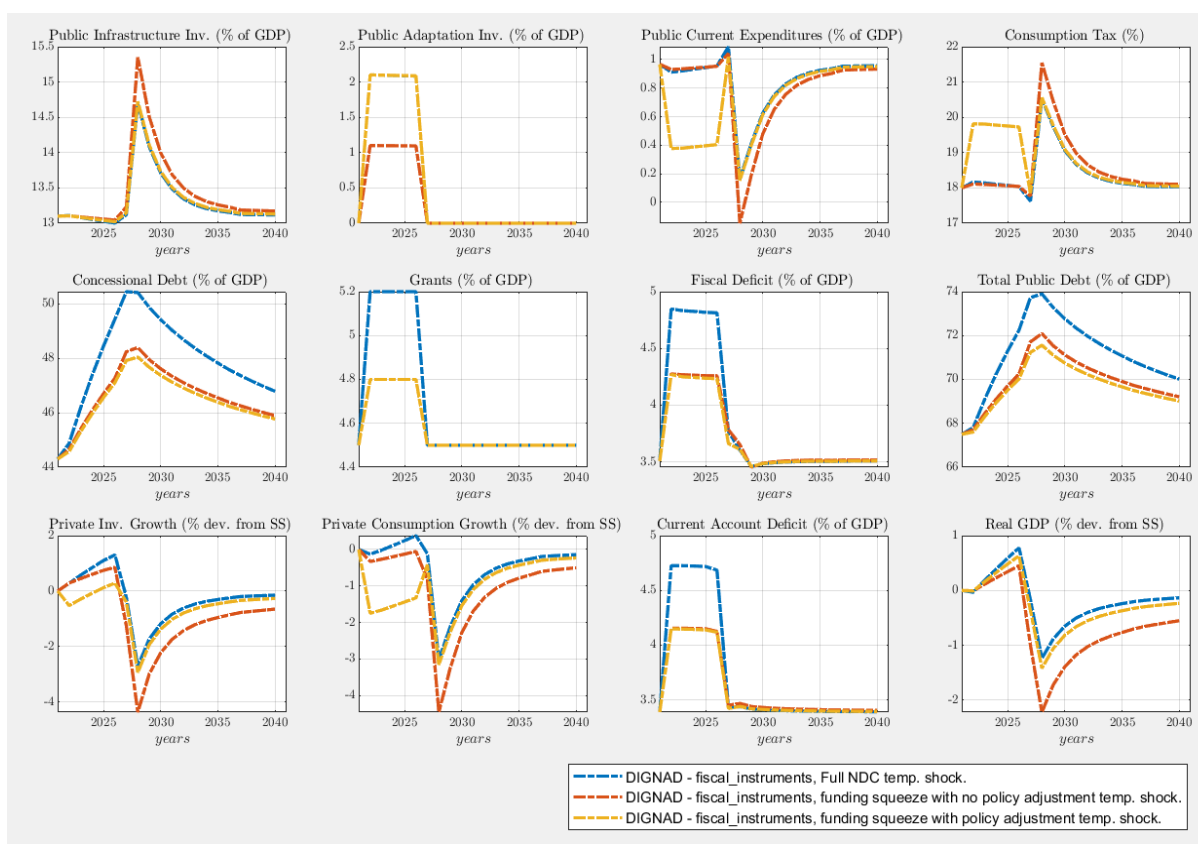 Public Infrastructure Inv. (% of GDP)
15.5
15
14.5
14
13.5
13
2025 2030 2035 2040
years
Public Adaptation Inv. (% of GDP)
2.5
2
1.5
1
0.5
0
2025 2030 2035 2040
years
Public Current Expenditures (% of GDP)
1
0.8
0.6
0.4
0.2
0
2025 2030 2035 2040
years
Consumption Tax (%)
22
21
20
19
18
17
2025 2030 2035 2040
years
Concessional Debt (% of GDP)
50
48
46
44
2025 2030 2035 2040
years
Grants (% of GDP)
5.2
5
4.8
4.6
4.4
2025 2030 2035 2040
years
Fiscal Deficit (% of GDP)
5
4.5
4
3.5
2025 2030 2035 2040
years
Total Public Debt (% of GDP)
74
72
70
68
66
2025 2030 2035 2040
years
Private Inv. Growth (% dev. from SS)
2
0
-2
-4
2025 2030 2035 2040
years
Private Consumption Growth (% dev. from SS)
0
-1
-2
-3
-4
2025 2030 2035 2040
years
Current Account Deficit (% of GDP)
5
4.5
4
3.5
2025 2030 2035 2040
years
Real GDP (% dev. from SS)
1
0
-1
-2
2025 2030 2035 2040
years
DIGNAD - fiscal_instruments, Full NDC temp. shock.
DIGNAD - fiscal_instruments, funding squeeze with no policy adjustment temp. shock.
DIGNAD - fiscal_instruments, funding squeeze with policy adjustment temp. shock.